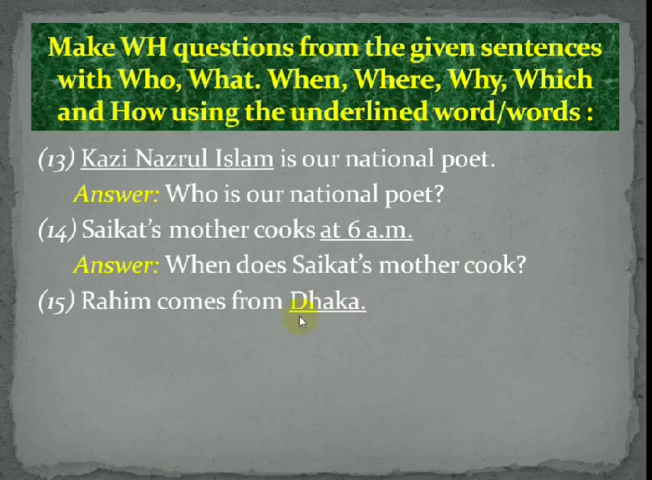 Make WH questions from the given sentences
with Who, What. When, Where, Why, Which
and How using the underlined word/words :
(13) Kazi Nazrul Islam is our national poet.
Answer: Who is our national poet?
(14) Saikat's mother cooks at 6 a.m.
Answer: When does Saikat's mother cook?
(15) Rahim comes from Dhaka.